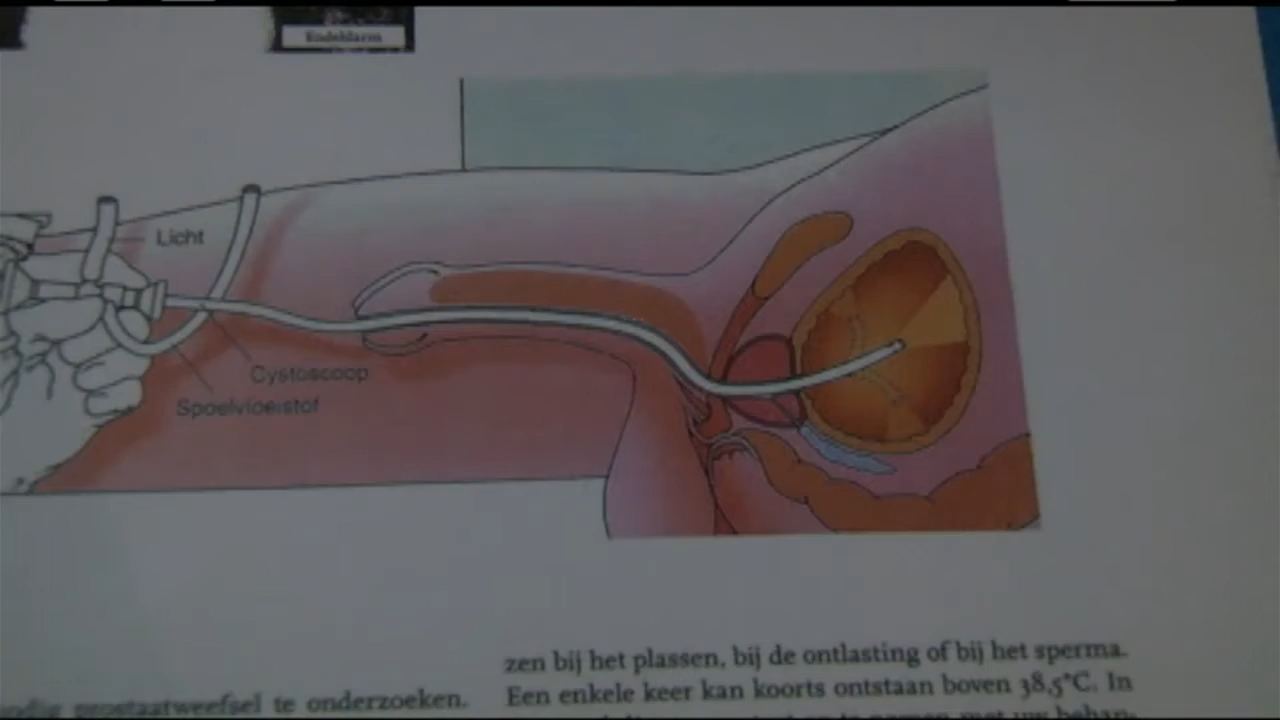 Endeldarm
Licht
Cystoscoop
Spoelvloeistof
prostaatweefsel te onderzoeken.
zen bij het plassen, bij de ontlasting of bij het sperma.
Een enkele keer kan koorts ontstaan boven 38,5°C. In